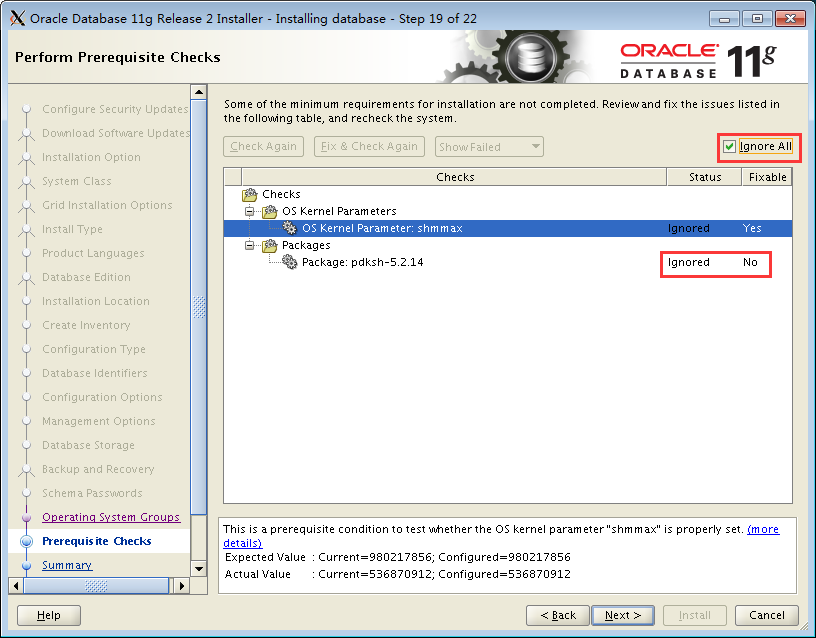 Oracle Database 11g Release 2 Installer - Installing database - Step 19 of 22
Perform Prerequisite Checks
ORACLE
DATABASE 11g
Configure Security Updates
Download Software Updates
Installation Option
System Class
Grid Installation Options
Install Type
Product Languages
Database Edition
Installation Location
Create Inventory
Configuration Type
Database Identifiers
Configuration Options
Management Options
Database Storage
Backup and Recovery
Schema Passwords
Operating System Groups
Prerequisite Checks
Summary
Some of the minimum requirements for installation are not completed. Review and fix the issues listed in
the following table, and recheck the system.
Check Again Fix & Check Again Show Failed Ignore All
Checks Status Fixable
Checks
OS Kernel Parameters
OS Kernel Parameter: shmmax Ignored Yes
Packages
Package: pdksh-5.2.14 Ignored No
This is a prerequisite condition to test whether the OS kernel parameter "shmmax" is properly set. (more
details)
Expected Value : Current=980217856; Configured=980217856
Actual Value : Current=536870912; Configured=536870912
Help < Back Next > Install Cancel